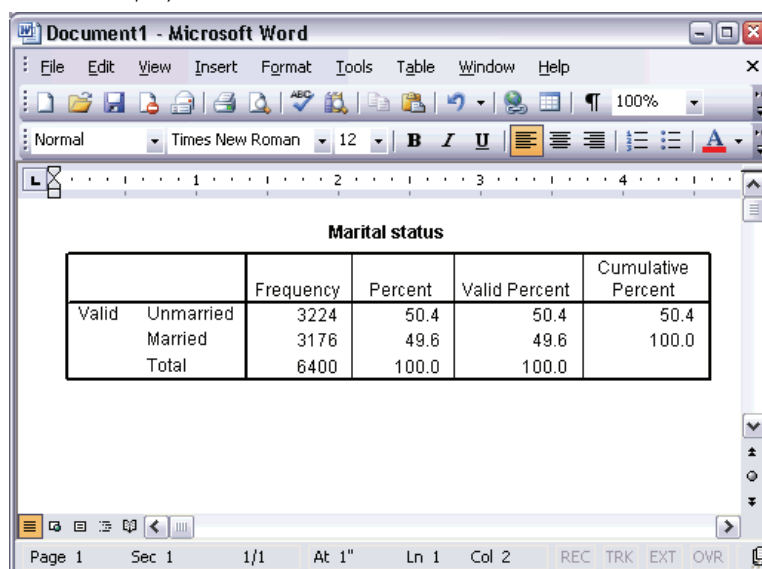 Document1 - Microsoft Word
File Edit View Insert Format Tools Table Window Help
ABC 100%
Normal Times New Roman 12 B I U A
1 2 3 4
Marital status
Frequency Percent Valid Percent Cumulative Percent
Valid Unmarried 3224 50.4 50.4 50.4
Married 3176 49.6 49.6 100.0
Total 6400 100.0 100.0
Page 1 Sec 1 1/1 At 1" Ln 1 Col 2 REC TRK EXT OVR